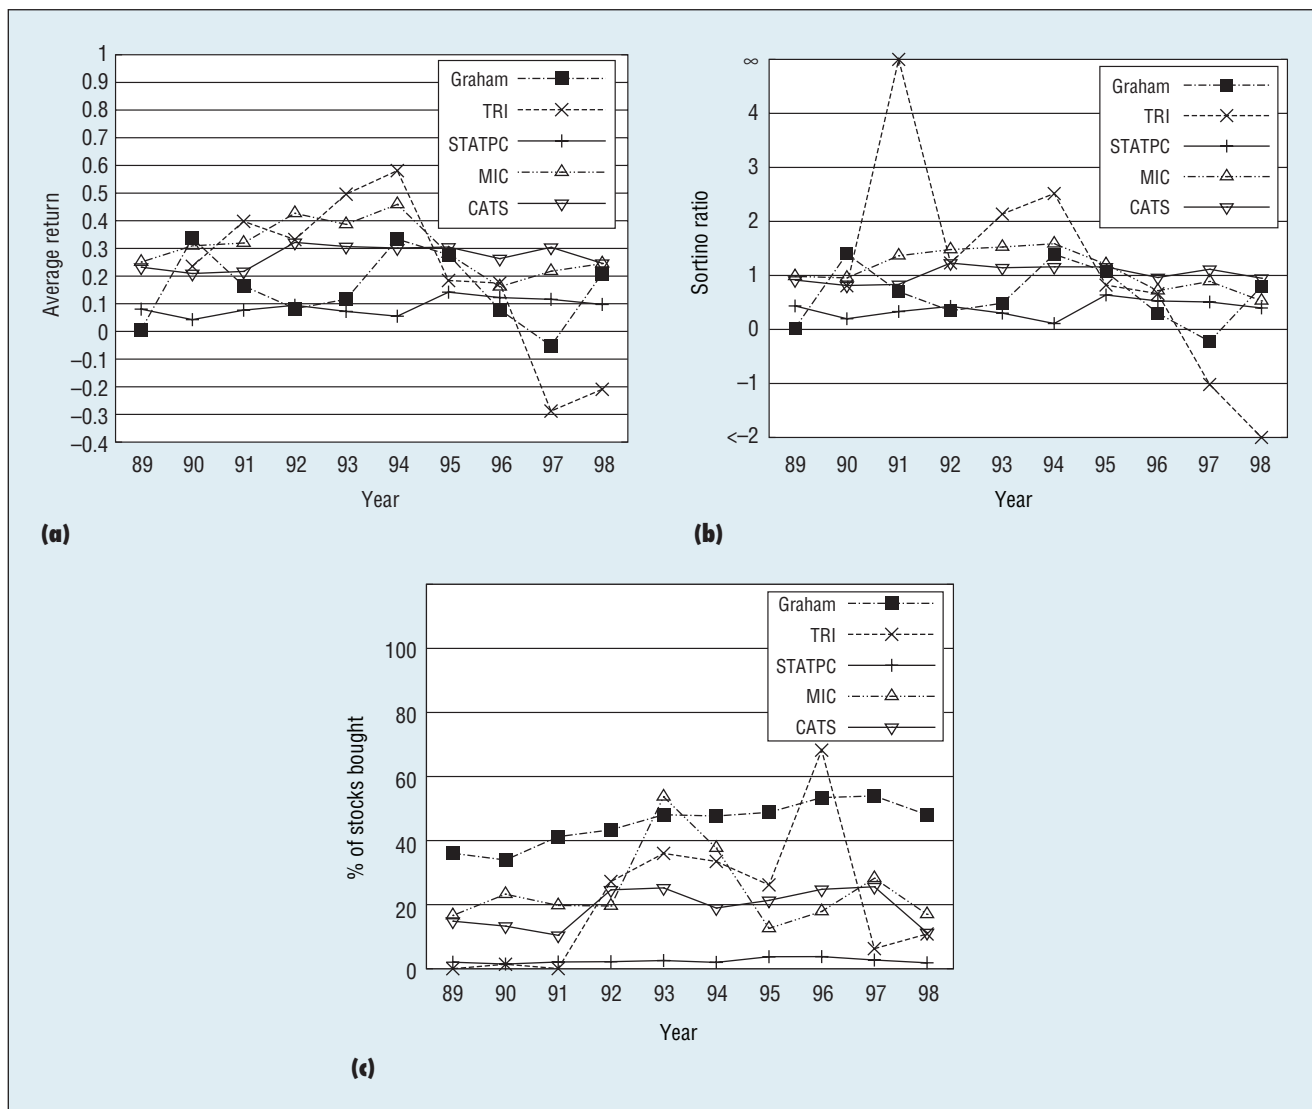 1
0.9
0.8
0.7
0.6
0.5
0.4
0.3
0.2
0.1
0
–0.1
–0.2
–0.3
–0.4
Average return
Graham
TRI
STATPC
MIC
CATS
89 90 91 92 93 94 95 96 97 98
Year
(a)
∞
4
3
2
1
0
–1
<–2
Sortino ratio
Graham
TRI
STATPC
MIC
CATS
89 90 91 92 93 94 95 96 97 98
Year
(b)
100
80
60
40
20
0
% of stocks bought
Graham
TRI
STATPC
MIC
CATS
89 90 91 92 93 94 95 96 97 98
Year
(c)